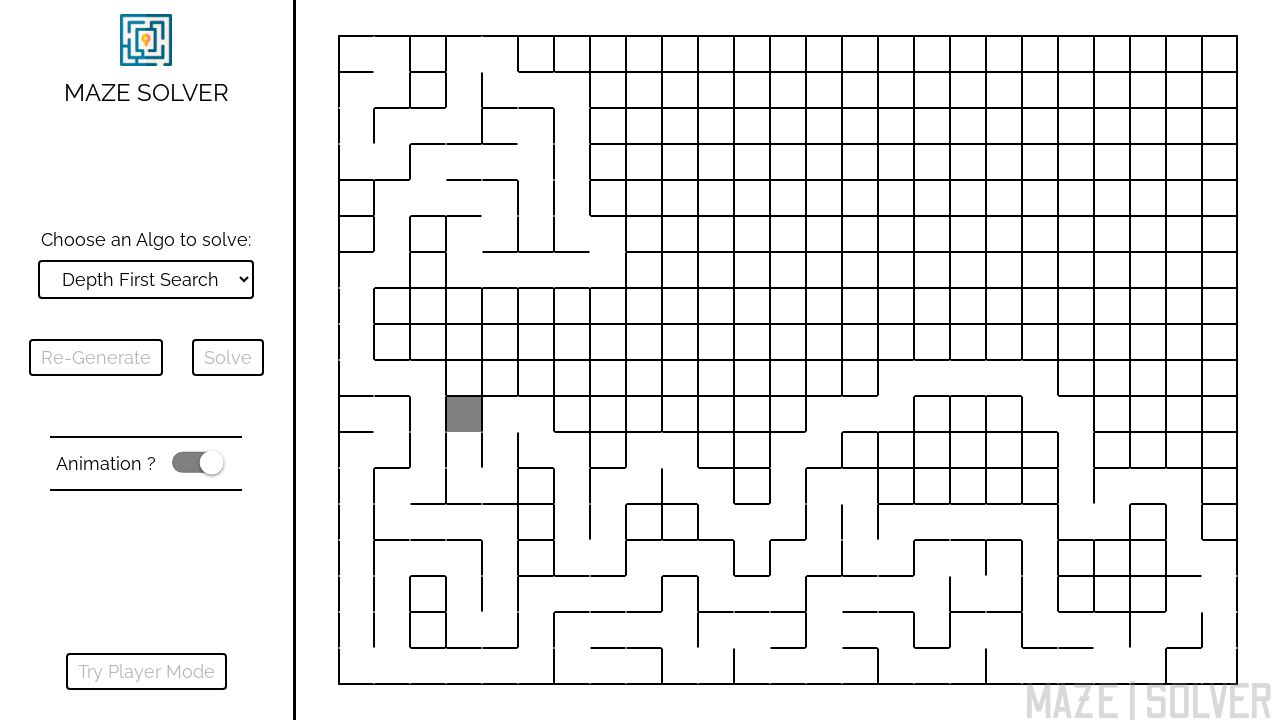 MAZE SOLVER
Choose an Algo to solve:
Depth First Search
Re-Generate
Solve
Animation ?
Try Player Mode
MAZE | SOLVER